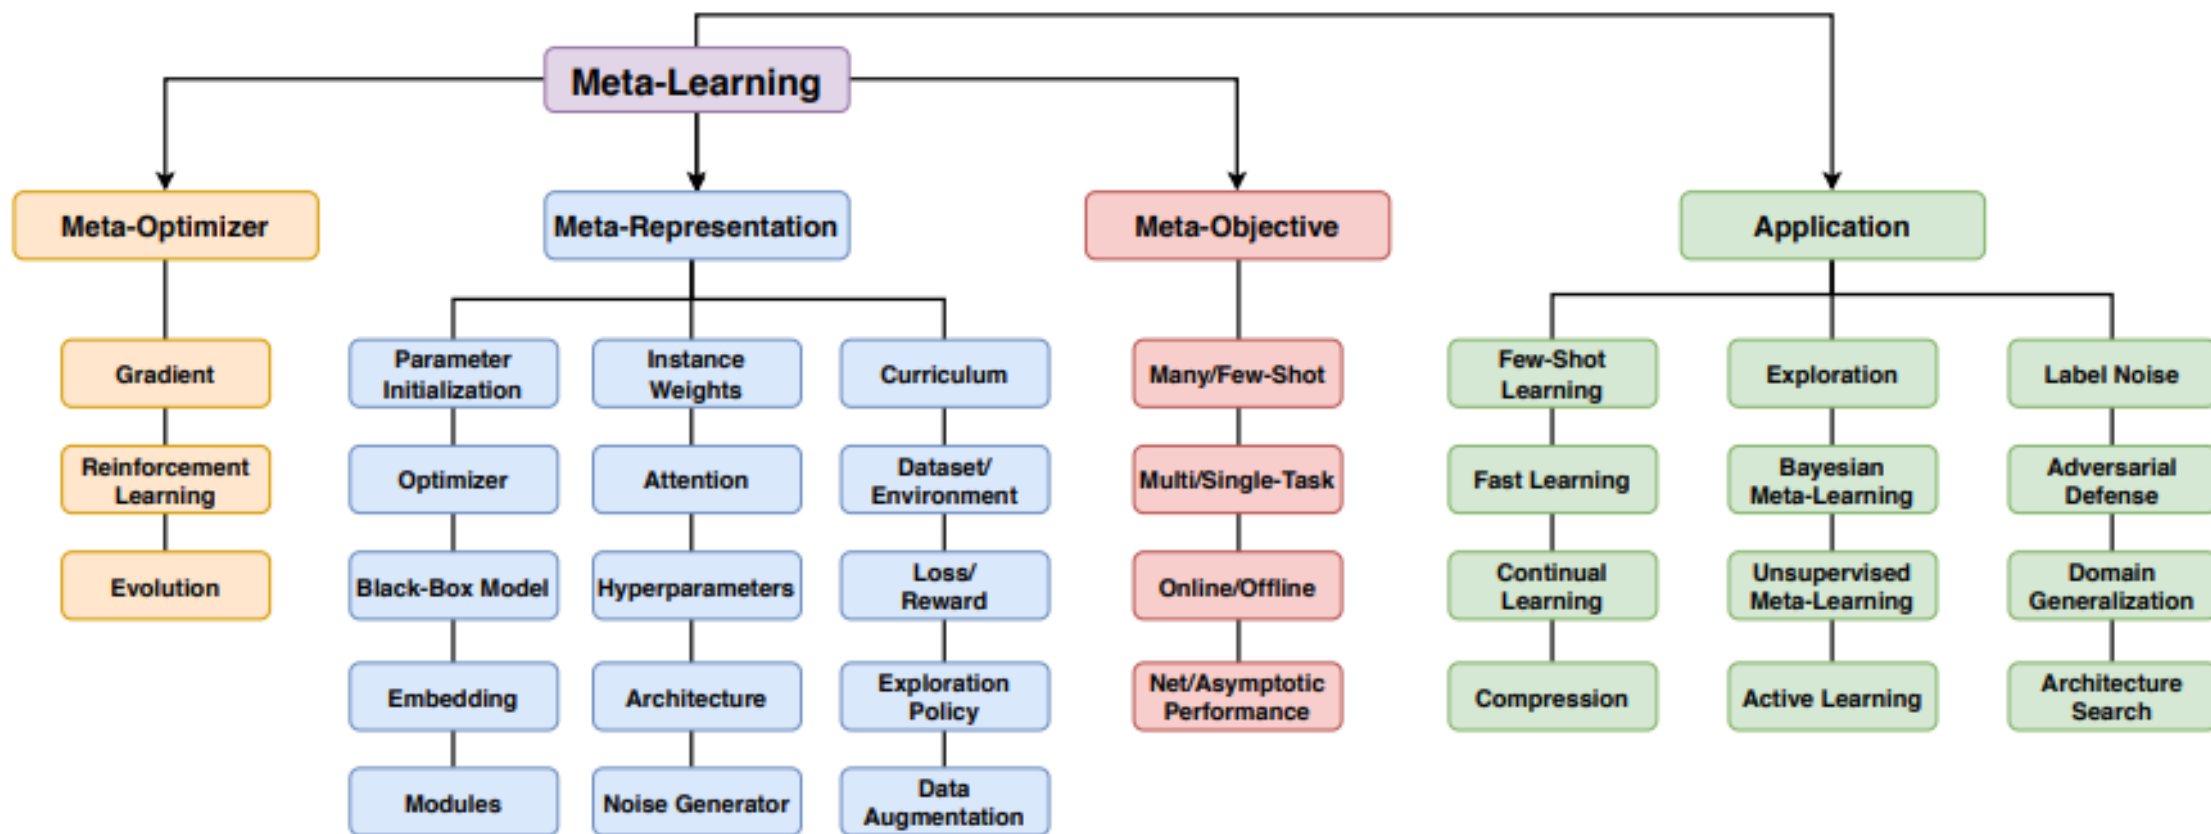 Meta-Learning
Meta-Optimizer
Meta-Representation
Meta-Objective
Application
Gradient
Reinforcement
Learning
Evolution
Parameter
Initialization
Optimizer
Black-Box Model
Embedding
Modules
Instance
Weights
Attention
Hyperparameters
Architecture
Noise Generator
Curriculum
Dataset/
Environment
Loss/
Reward
Exploration
Policy
Data
Augmentation
Many/Few-Shot
Multi/Single-Task
Online/Offline
Net/Asymptotic
Performance
Few-Shot
Learning
Fast Learning
Continual
Learning
Compression
Exploration
Bayesian
Meta-Learning
Unsupervised
Meta-Learning
Active Learning
Label Noise
Adversarial
Defense
Domain
Generalization
Architecture
Search